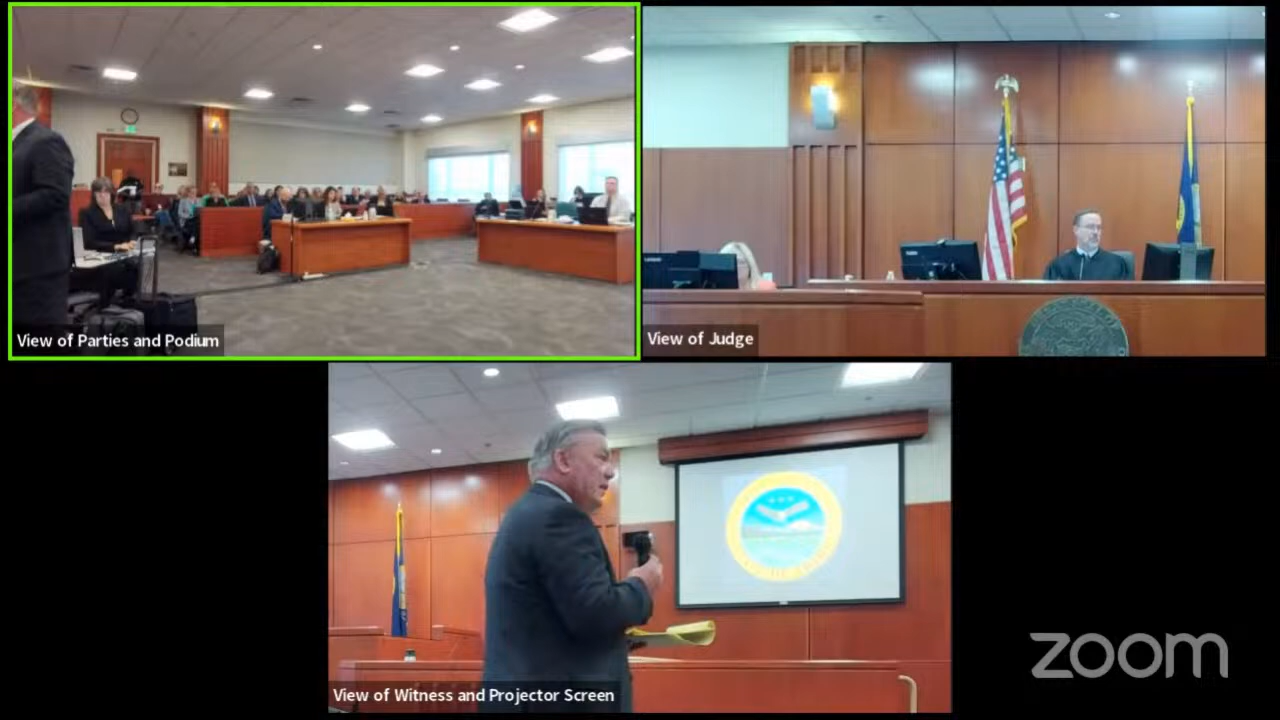 View of Parties and Podium
View of Judge
View of Witness and Projector Screen
zoom